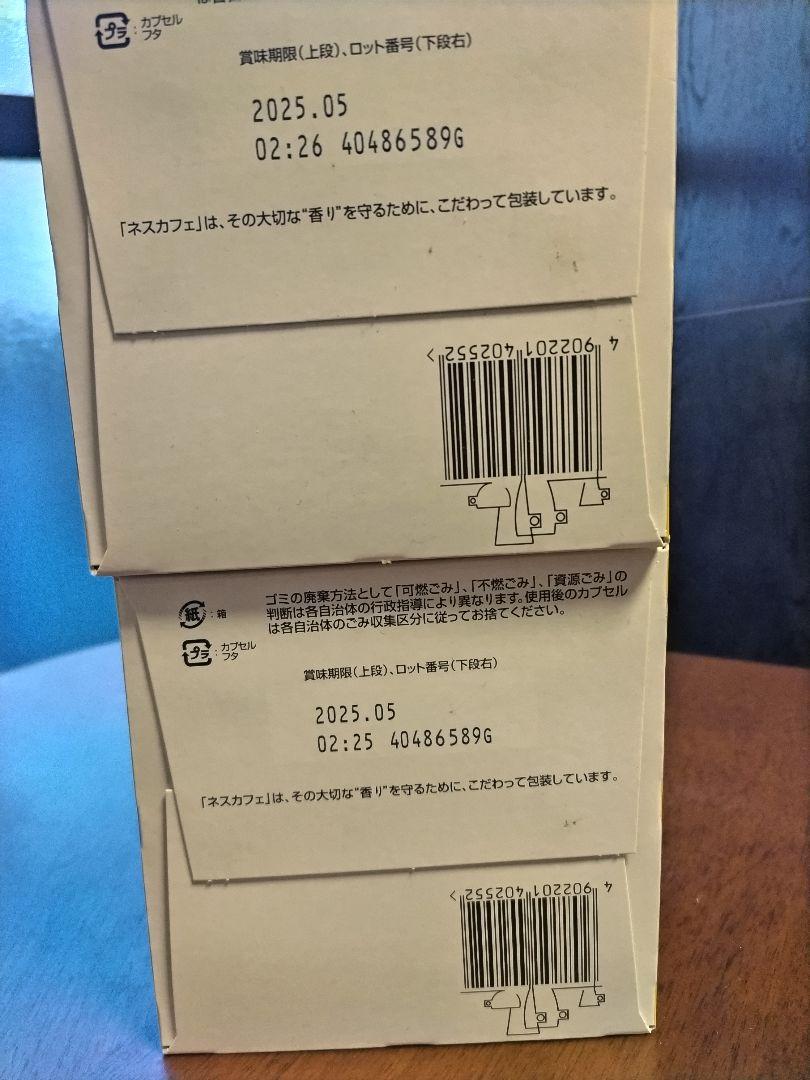 プラ：カプセル
フタ
賞味期限(上段)、ロット番号(下段右)
2025.05
02:26 40486589G
「ネスカフェ」は、その大切な“香り”を守るために、こだわって包装しています。
4 902201 402552 >
紙：箱
ゴミの廃棄方法として「可燃ごみ」、「不燃ごみ」、「資源ごみ」の
判断は各自治体の行政指導により異なります。使用後のカプセル
は各自治体のごみ収集区分に従ってお捨てください。
プラ：カプセル
フタ
賞味期限(上段)、ロット番号(下段右)
2025.05
02:25 40486589G
「ネスカフェ」は、その大切な“香り”を守るために、こだわって包装しています。
4 902201 402552 >